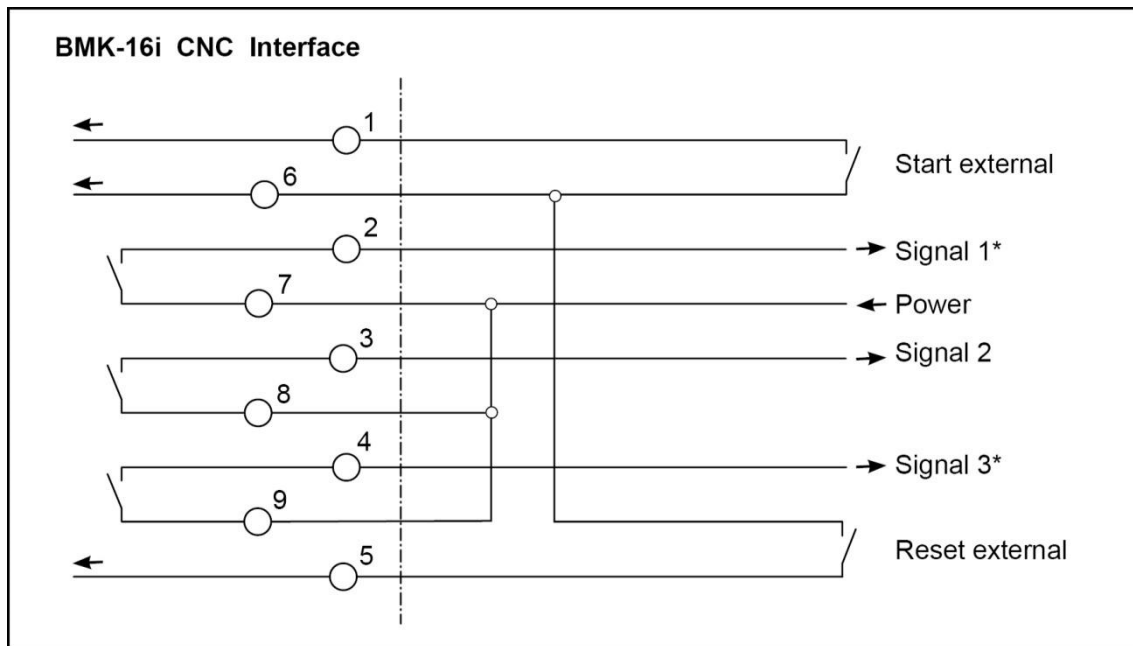 BMK-16i CNC Interface
1
Start external
6
2
Signal 1*
7
Power
3
Signal 2
8
4
Signal 3*
9
Reset external
5